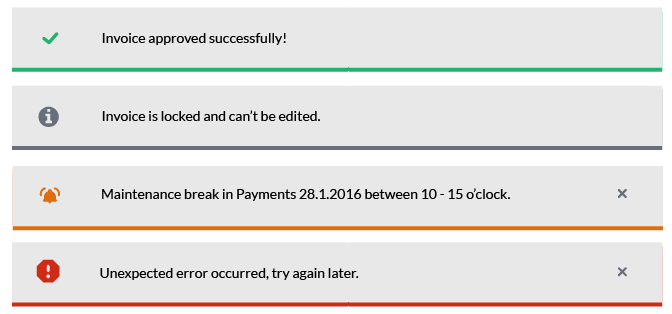 Invoice approved successfully!
Invoice is locked and can’t be edited.
Maintenance break in Payments 28.1.2016 between 10 - 15 o’clock.
Unexpected error occurred, try again later.